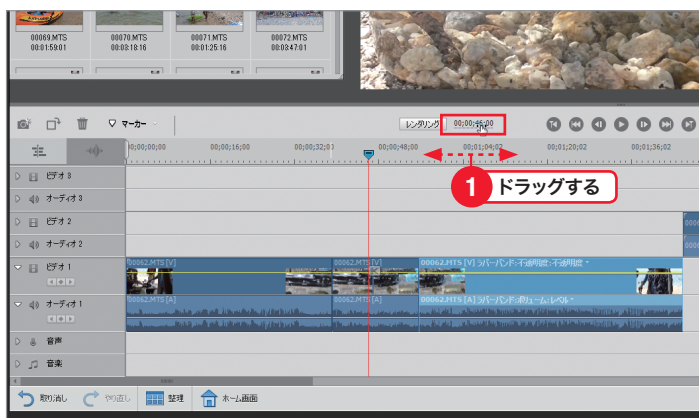 00069.MTS 00070.MTS 00071.MTS 00072.MTS
00:01:59:01 00:03:18:16 00:01:25:16 00:03:47:01
マーカー レンダリング 00;00;46;00
00;00;00;00 00;00;16;00 00;00;32;01 00;00;48;00 00;01;04;02 00;01;20;02 00;01;36;02
1 ドラッグする
ビデオ 3
オーディオ 3
ビデオ 2
オーディオ 2
ビデオ 1 00062.MTS [V] 00062.MTS [V] 00062.MTS [V] ラバーバンド:不透明度:不透明度
オーディオ 1 00062.MTS [A] 00062.MTS [A] 00062.MTS [A] ラバーバンド:ボリューム:レベル
音声
音楽
取り消し やり直し 整理 ホーム画面